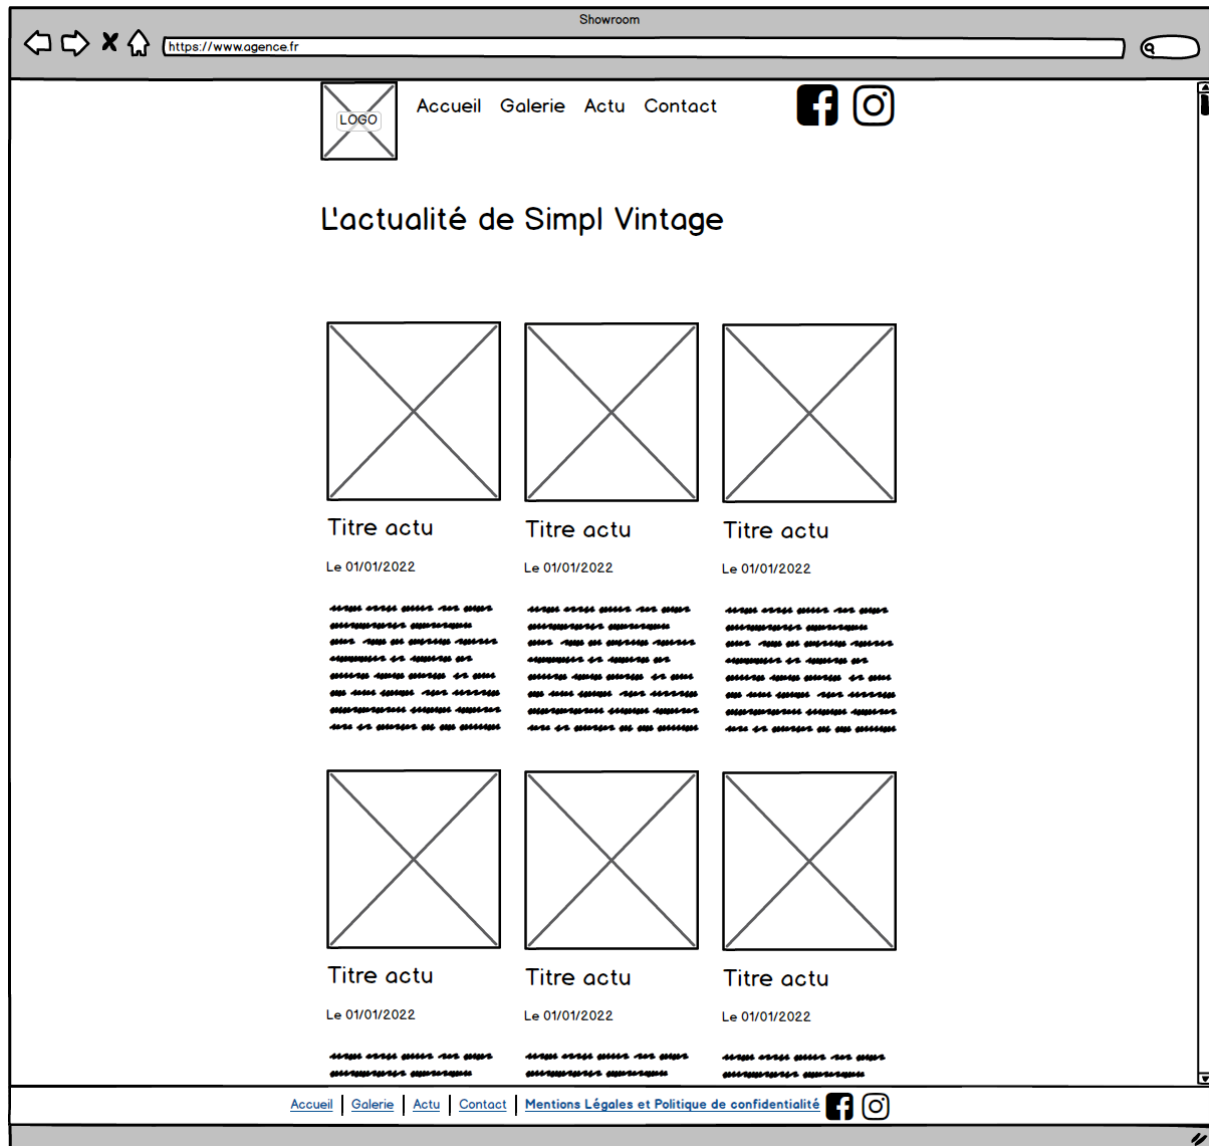 Showroom
https://www.agence.fr
LOGO
Accueil Galerie Actu Contact
L'actualité de Simpl Vintage
Titre actu Titre actu Titre actu
Le 01/01/2022 Le 01/01/2022 Le 01/01/2022
Titre actu Titre actu Titre actu
Le 01/01/2022 Le 01/01/2022 Le 01/01/2022
Accueil | Galerie | Actu | Contact | Mentions Légales et Politique de confidentialité